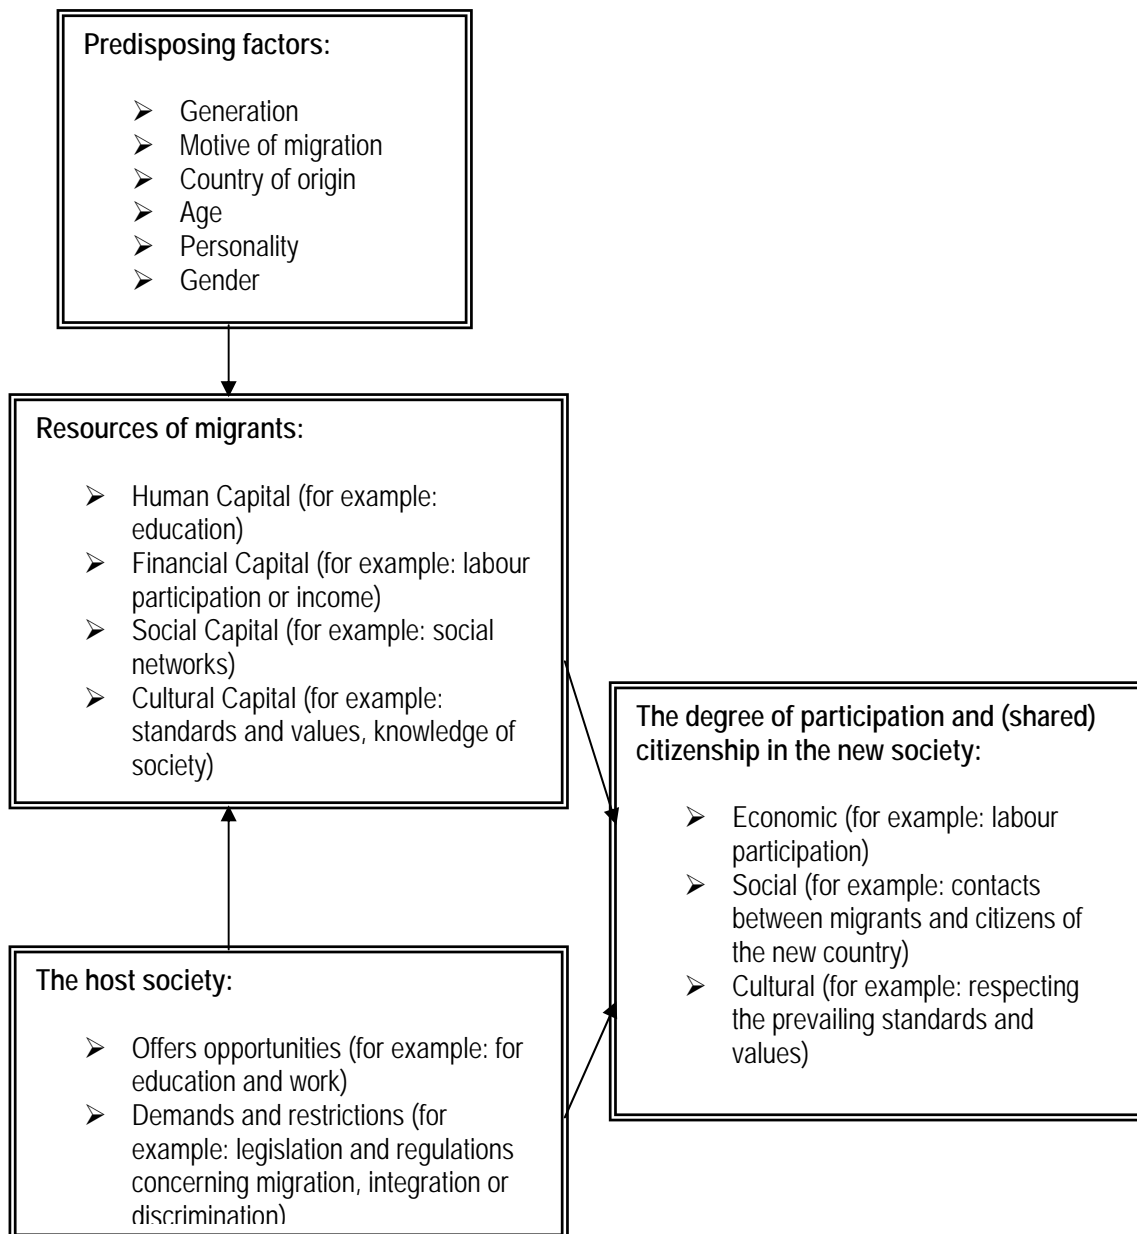 Predisposing factors:
➢ Generation
➢ Motive of migration
➢ Country of origin
➢ Age
➢ Personality
➢ Gender
Resources of migrants:
➢ Human Capital (for example:
education)
➢ Financial Capital (for example: labour
participation or income)
➢ Social Capital (for example: social
networks)
➢ Cultural Capital (for example:
standards and values, knowledge of
society)
The degree of participation and (shared)
citizenship in the new society:
➢ Economic (for example: labour
participation)
➢ Social (for example: contacts
between migrants and citizens of
the new country)
➢ Cultural (for example: respecting
the prevailing standards and
values)
The host society:
➢ Offers opportunities (for example: for
education and work)
➢ Demands and restrictions (for
example: legislation and regulations
concerning migration, integration or
discrimination)